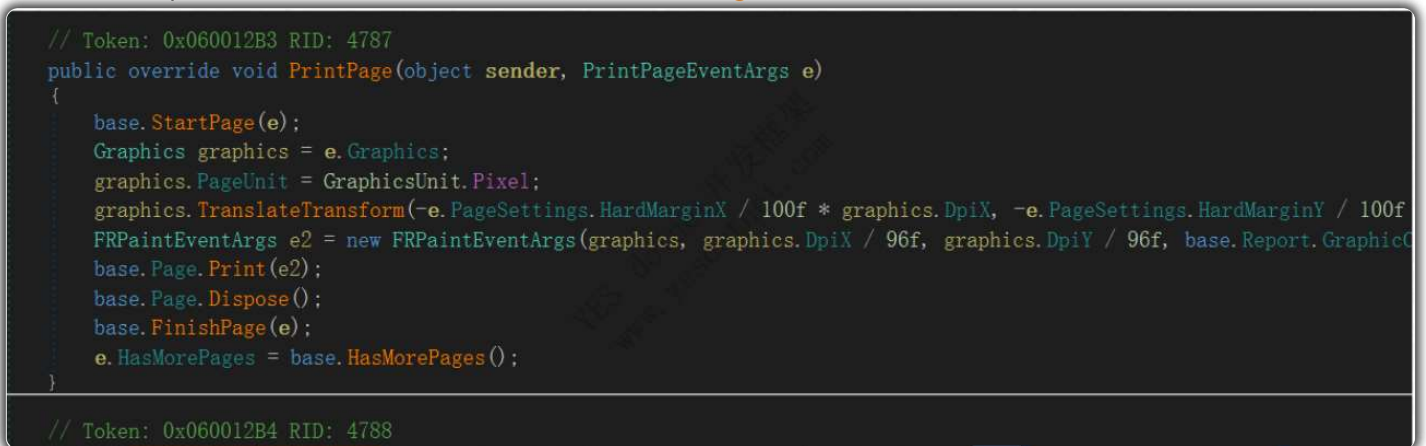 // Token: 0x060012B3 RID: 4787
public override void PrintPage(object sender, PrintPageEventArgs e)
{
base.StartPage(e);
Graphics graphics = e.Graphics;
graphics.PageUnit = GraphicsUnit.Pixel;
graphics.TranslateTransform(-e.PageSettings.HardMarginX / 100f * graphics.DpiX, -e.PageSettings.HardMarginY / 100f
FRPaintEventArgs e2 = new FRPaintEventArgs(graphics, graphics.DpiX / 96f, graphics.DpiY / 96f, base.Report.Graphic
base.Page.Print(e2);
base.Page.Dispose();
base.FinishPage(e);
e.HasMorePages = base.HasMorePages();
}
// Token: 0x060012B4 RID: 4788